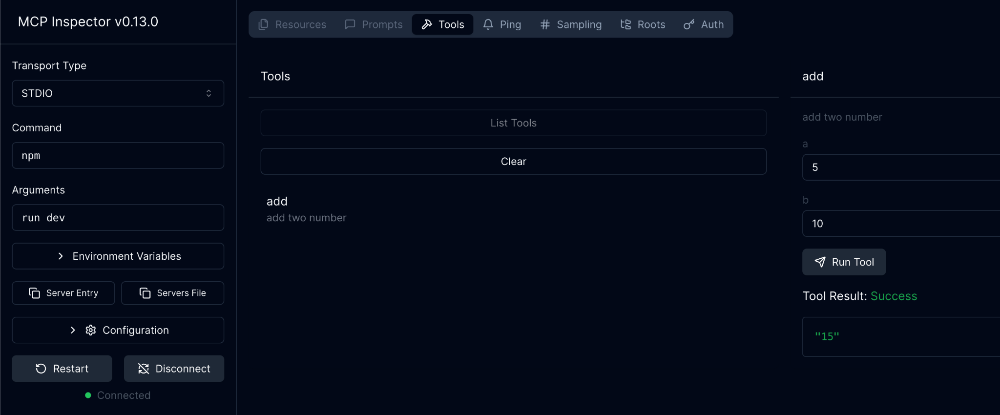 MCP Inspector v0.13.0
Transport Type
STDIO
Command
npm
Arguments
run dev
Environment Variables
Server Entry
Servers File
Configuration
Restart
Disconnect
Connected
Resources
Prompts
Tools
Ping
Sampling
Roots
Auth
Tools
List Tools
Clear
add
add two number
add
add two number
a
5
b
10
Run Tool
Tool Result: Success
"15"